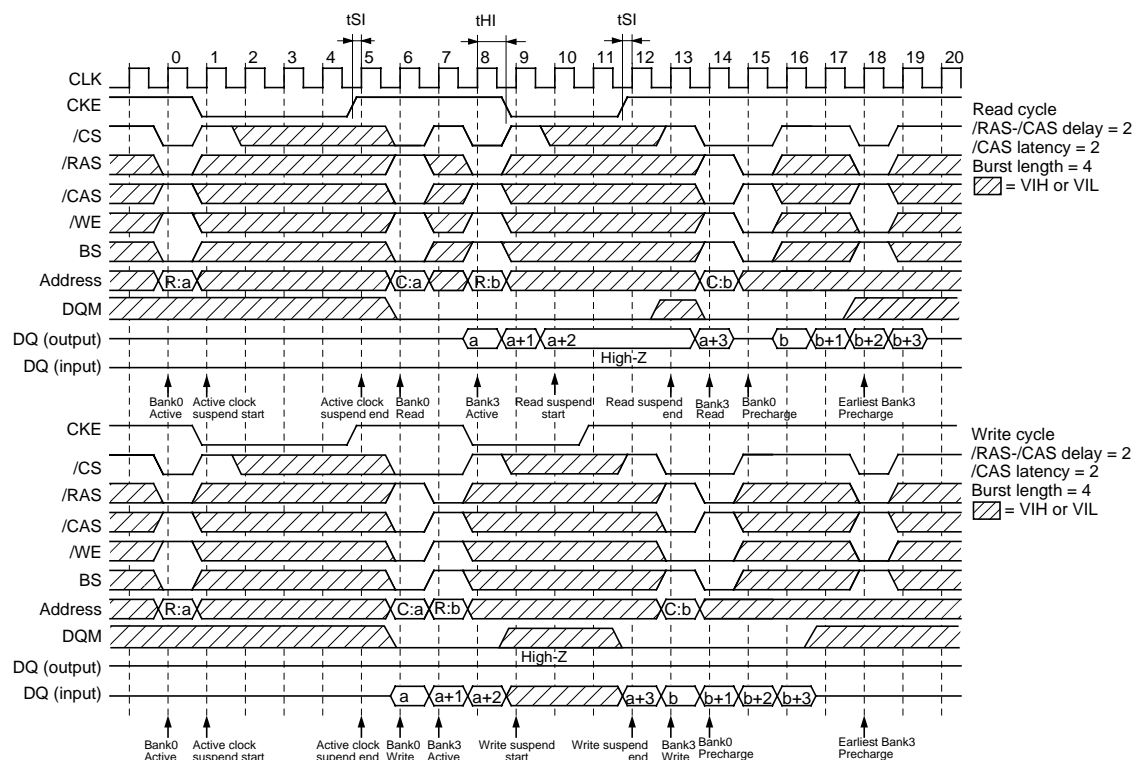 tSI tHI tSI
0 1 2 3 4 5 6 7 8 9 10 11 12 13 14 15 16 17 18 19 20
CLK
CKE
/CS
/RAS
/CAS
/WE
BS
Address R:a C:a R:b C:b
DQM
DQ (output) a a+1 a+2 a+3 b b+1 b+2 b+3
High-Z
DQ (input)
Bank0
Active
Active clock
suspend start
Active clock
suspend end
Bank0
Read
Bank3
Active
Read suspend
start
Read suspend
end
Bank3
Read
Bank0
Precharge
Earliest Bank3
Precharge
Read cycle
/RAS-/CAS delay = 2
/CAS latency = 2
Burst length = 4
= VIH or VIL
CKE
/CS
/RAS
/CAS
/WE
BS
Address R:a C:a R:b C:b
DQM
High-Z
DQ (output)
DQ (input) a a+1 a+2 a+3 b b+1 b+2 b+3
Bank0
Active
Active clock
suspend start
Active clock
supend end
Bank0
Write
Bank3
Active
Write suspend
start
Write suspend
end
Bank3
Write
Bank0
Precharge
Earliest Bank3
Precharge
Write cycle
/RAS-/CAS delay = 2
/CAS latency = 2
Burst length = 4
= VIH or VIL